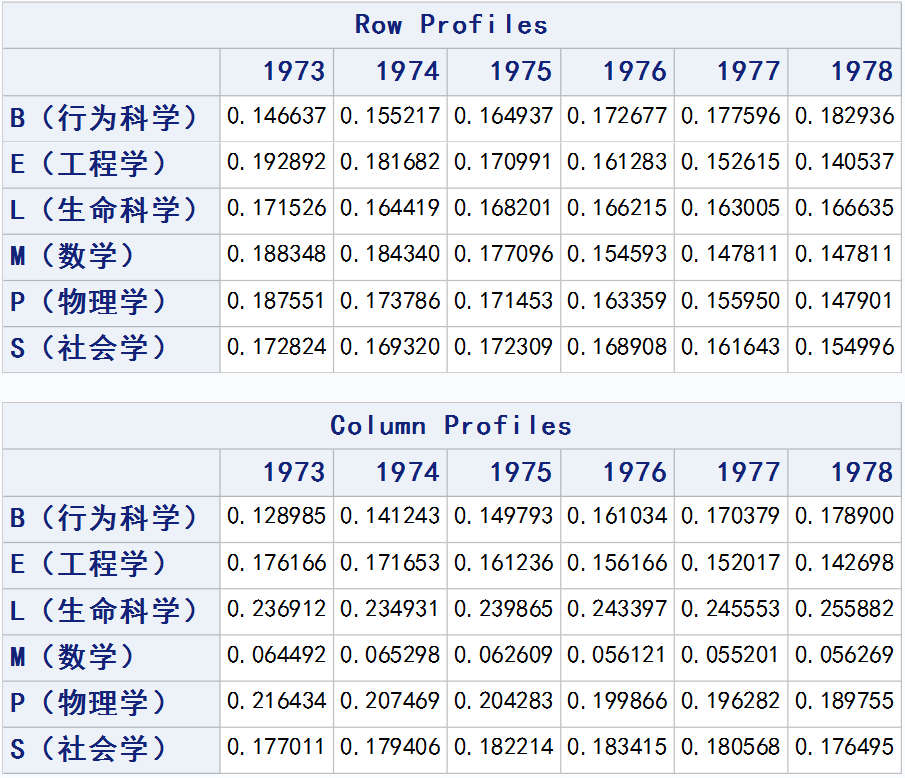 Row Profiles
1973 1974 1975 1976 1977 1978
B（行为科学） 0.146637 0.155217 0.164937 0.172677 0.177596 0.182936
E（工程学） 0.192892 0.181682 0.170991 0.161283 0.152615 0.140537
L（生命科学） 0.171526 0.164419 0.168201 0.166215 0.163005 0.166635
M（数学） 0.188348 0.184340 0.177096 0.154593 0.147811 0.147811
P（物理学） 0.187551 0.173786 0.171453 0.163359 0.155950 0.147901
S（社会学） 0.172824 0.169320 0.172309 0.168908 0.161643 0.154996
Column Profiles
1973 1974 1975 1976 1977 1978
B（行为科学） 0.128985 0.141243 0.149793 0.161034 0.170379 0.178900
E（工程学） 0.176166 0.171653 0.161236 0.156166 0.152017 0.142698
L（生命科学） 0.236912 0.234931 0.239865 0.243397 0.245553 0.255882
M（数学） 0.064492 0.065298 0.062609 0.056121 0.055201 0.056269
P（物理学） 0.216434 0.207469 0.204283 0.199866 0.196282 0.189755
S（社会学） 0.177011 0.179406 0.182214 0.183415 0.180568 0.176495